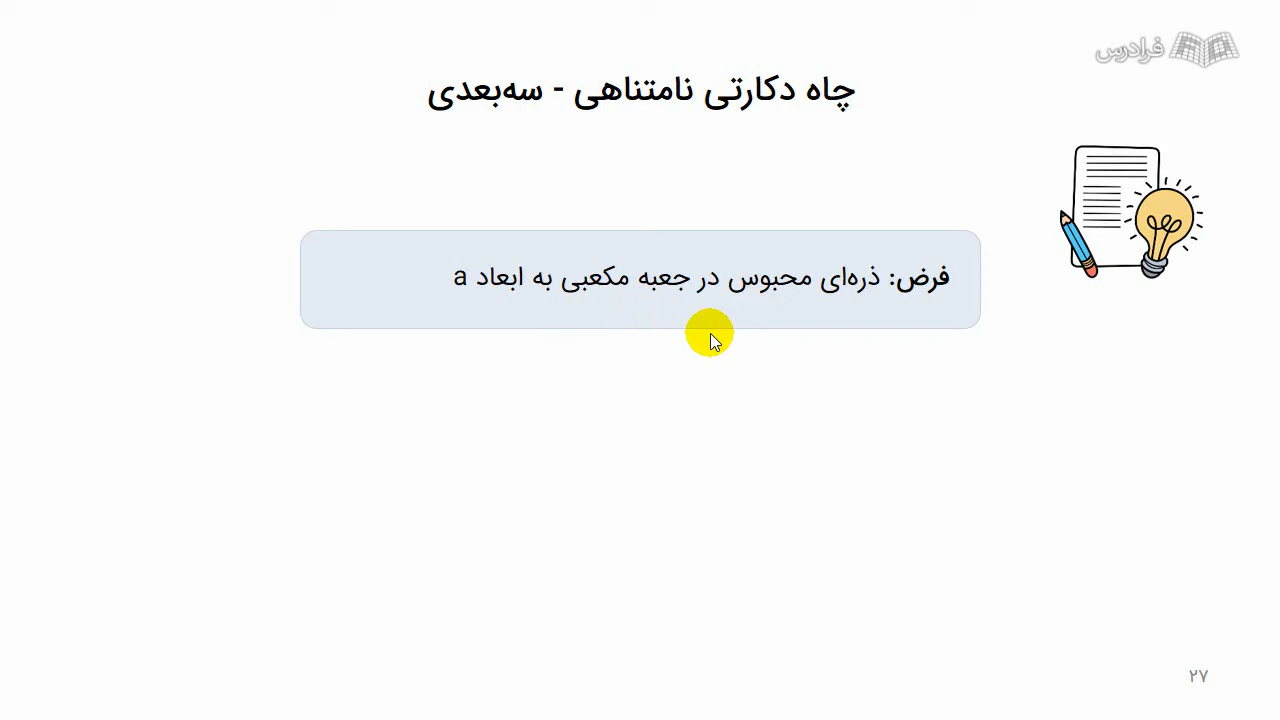 فرادرس
چاه دکارتی نامتناهی - سه‌بعدی
فرض: ذره‌ای محبوس در جعبه مکعبی به ابعاد a
۲۷